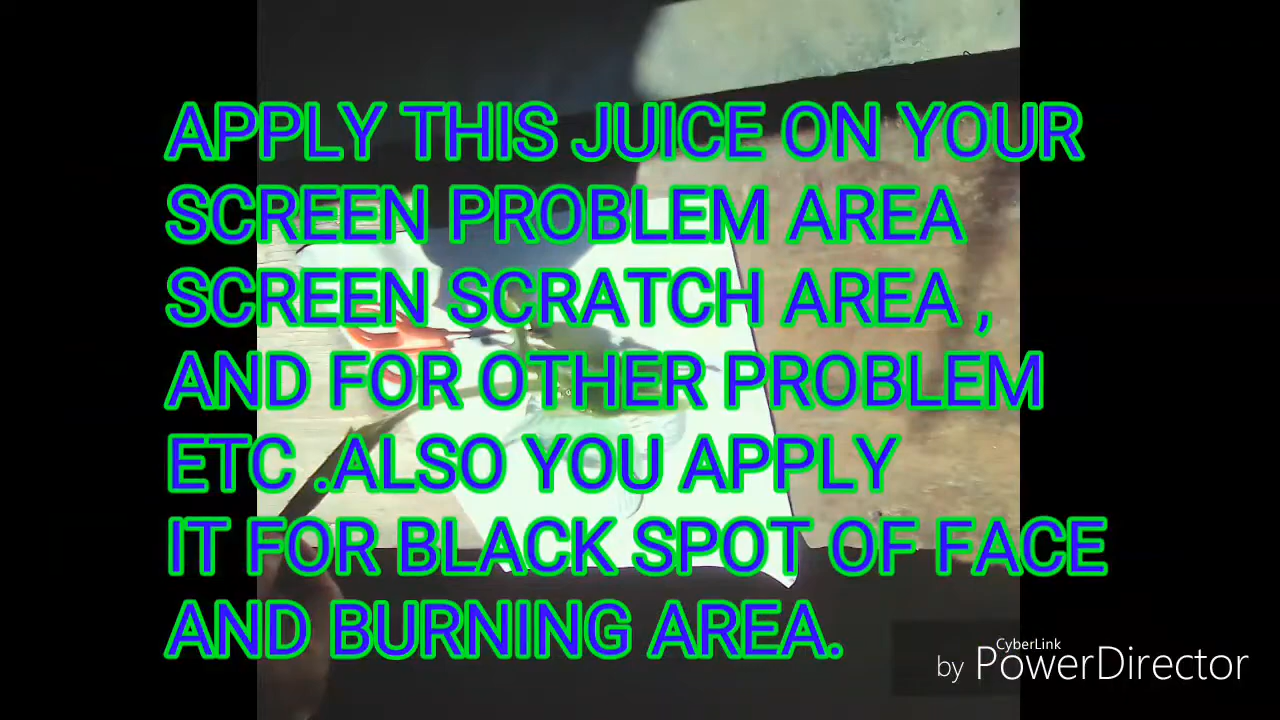 APPLY THIS JUICE ON YOUR
SCREEN PROBLEM AREA
SCREEN SCRATCH AREA ,
AND FOR OTHER PROBLEM
ETC .ALSO YOU APPLY
IT FOR BLACK SPOT OF FACE
AND BURNING AREA.
CyberLink
by PowerDirector